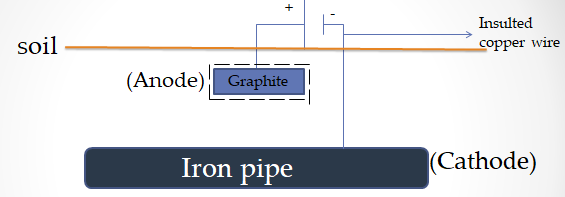 + -
Insulted
copper wire
soil
(Anode)
Graphite
Iron pipe
(Cathode)